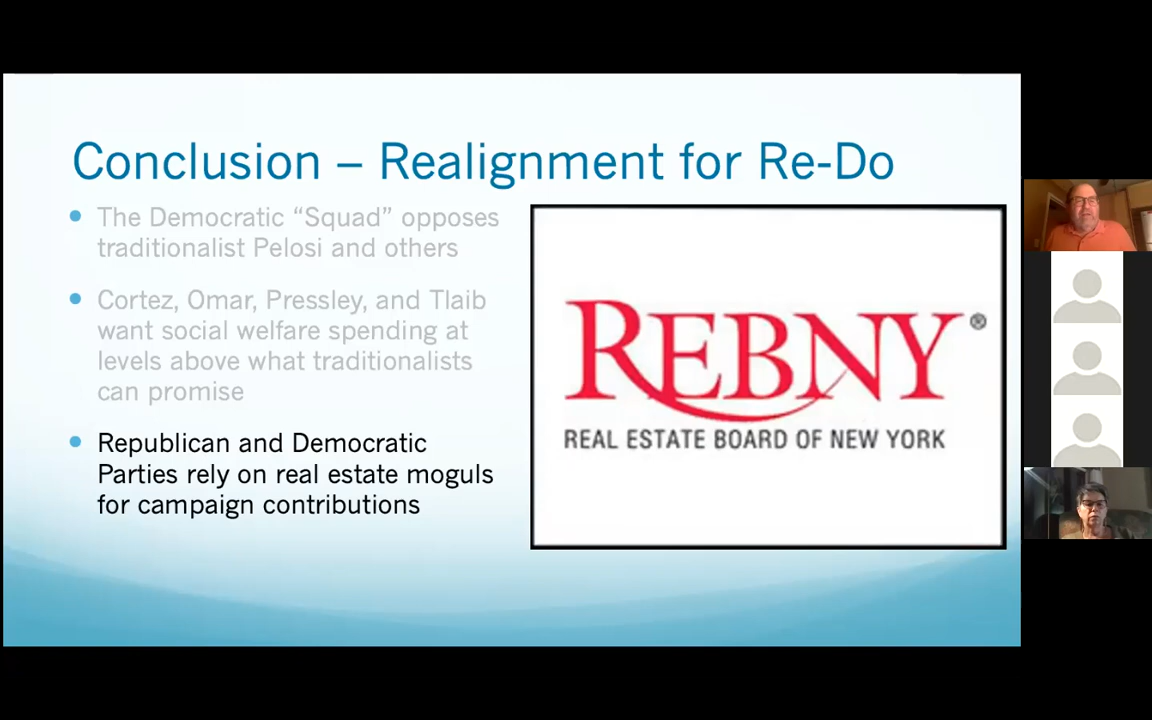 Conclusion – Realignment for Re-Do
The Democratic “Squad” opposes
traditionalist Pelosi and others
Cortez, Omar, Pressley, and Tlaib
want social welfare spending at
levels above what traditionalists
can promise
Republican and Democratic
Parties rely on real estate moguls
for campaign contributions
REBNY®
REAL ESTATE BOARD OF NEW YORK